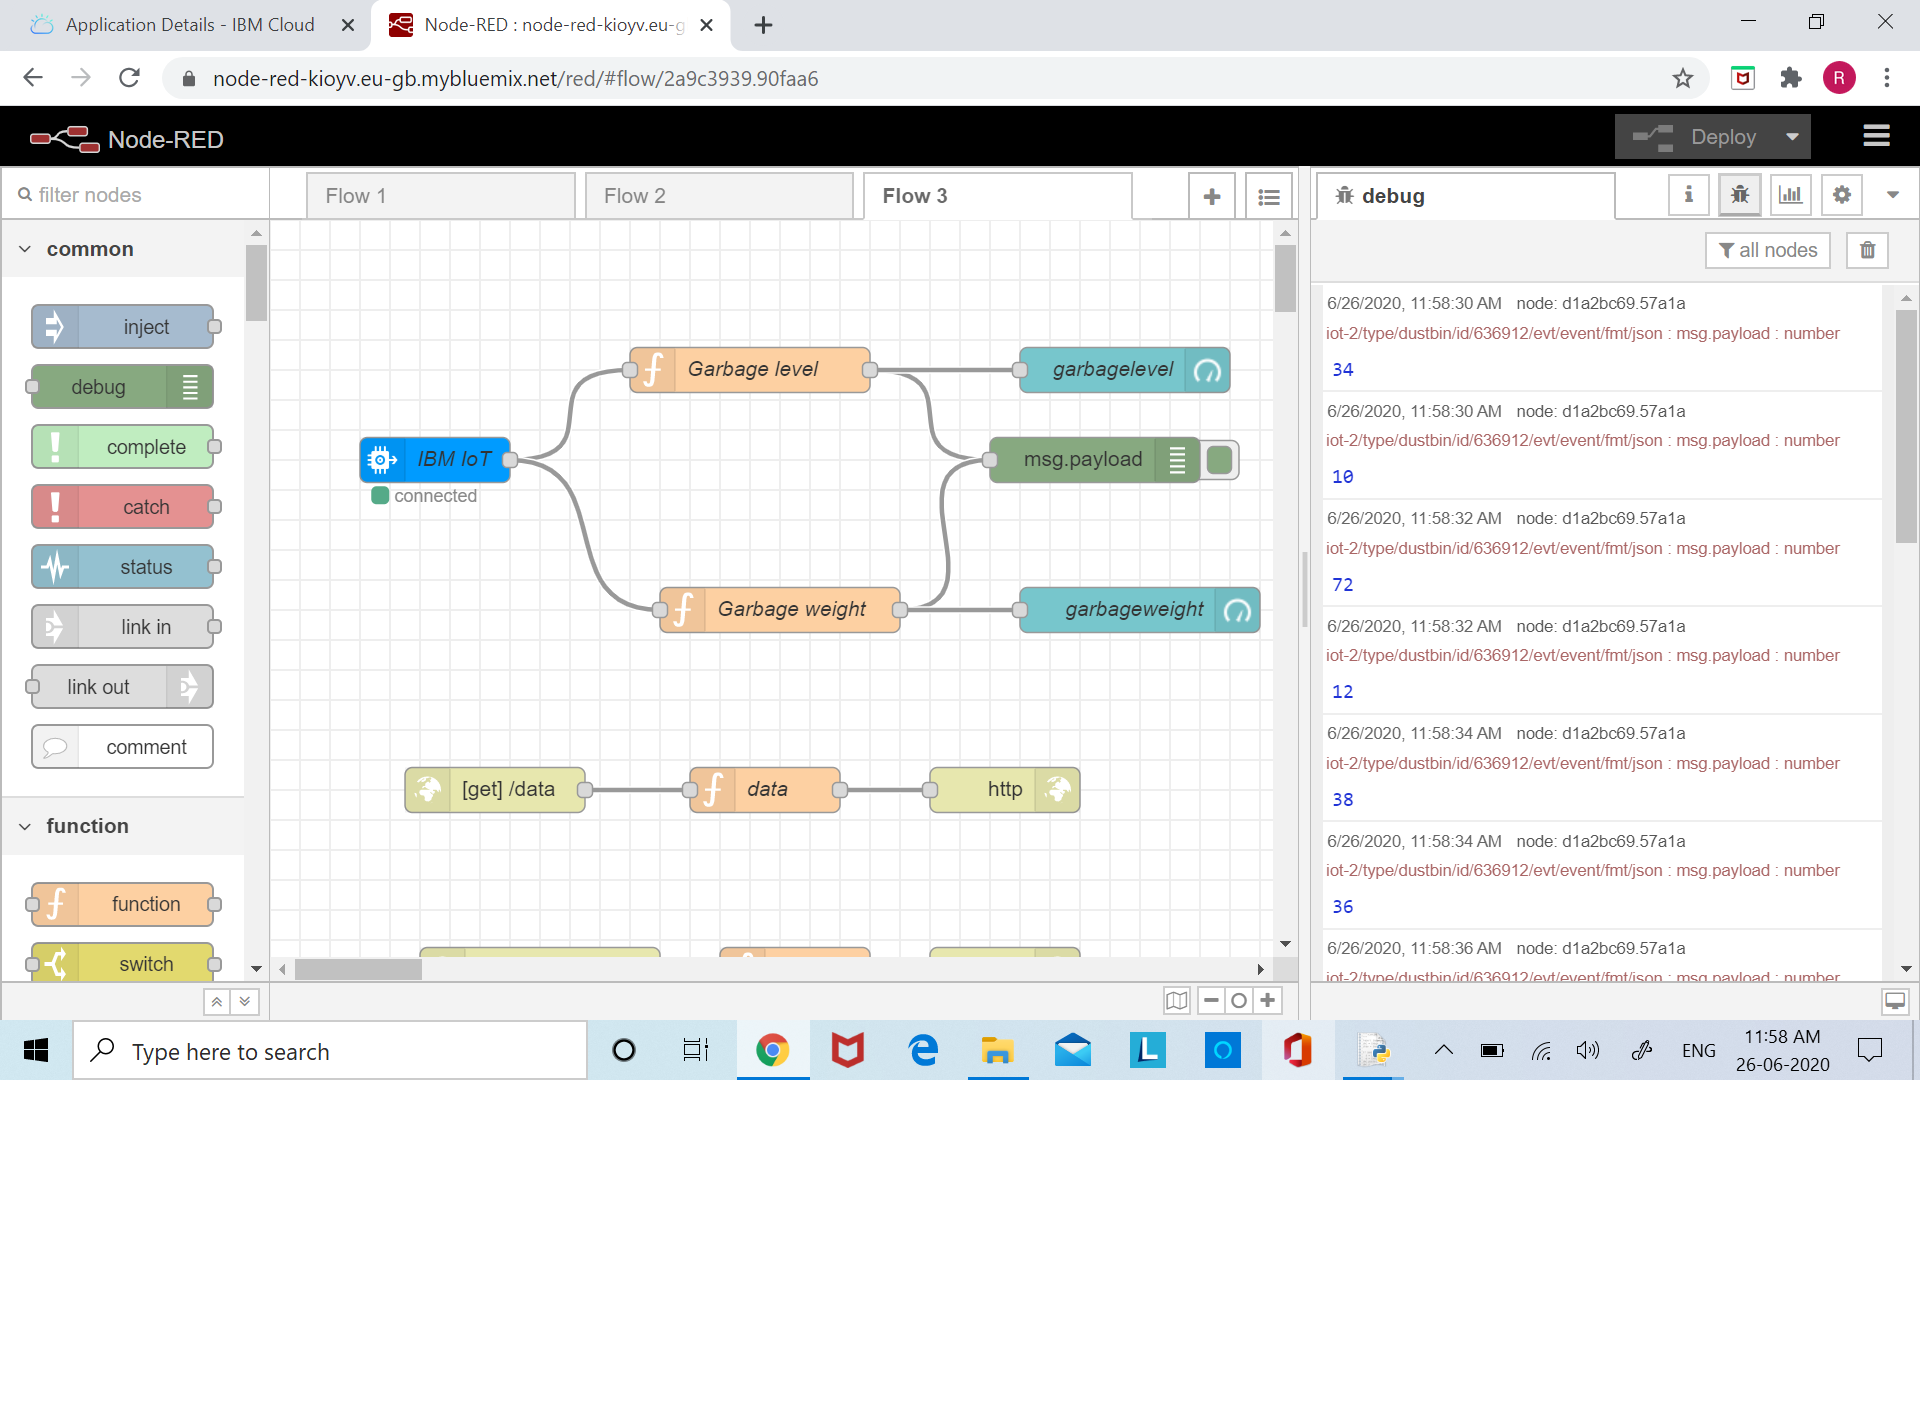 Application Details - IBM Cloud
Node-RED : node-red-kioyv.eu-g
node-red-kioyv.eu-gb.mybluemix.net/red/#flow/2a9c3939.90faa6
R
Node-RED
Deploy
filter nodes
Flow 1
Flow 2
Flow 3
debug
all nodes
common
inject
debug
complete
catch
status
link in
link out
comment
function
function
switch
Garbage level
garbagelevel
IBM IoT
connected
msg.payload
Garbage weight
garbageweight
[get] /data
data
http
6/26/2020, 11:58:30 AM node: d1a2bc69.57a1a
iot-2/type/dustbin/id/636912/evt/event/fmt/json : msg.payload : number
34
6/26/2020, 11:58:30 AM node: d1a2bc69.57a1a
iot-2/type/dustbin/id/636912/evt/event/fmt/json : msg.payload : number
10
6/26/2020, 11:58:32 AM node: d1a2bc69.57a1a
iot-2/type/dustbin/id/636912/evt/event/fmt/json : msg.payload : number
72
6/26/2020, 11:58:32 AM node: d1a2bc69.57a1a
iot-2/type/dustbin/id/636912/evt/event/fmt/json : msg.payload : number
12
6/26/2020, 11:58:34 AM node: d1a2bc69.57a1a
iot-2/type/dustbin/id/636912/evt/event/fmt/json : msg.payload : number
38
6/26/2020, 11:58:34 AM node: d1a2bc69.57a1a
iot-2/type/dustbin/id/636912/evt/event/fmt/json : msg.payload : number
36
6/26/2020, 11:58:36 AM node: d1a2bc69.57a1a
iot-2/type/dustbin/id/636912/evt/event/fmt/json : msg.payload : number
Type here to search
L
ENG
11:58 AM
26-06-2020